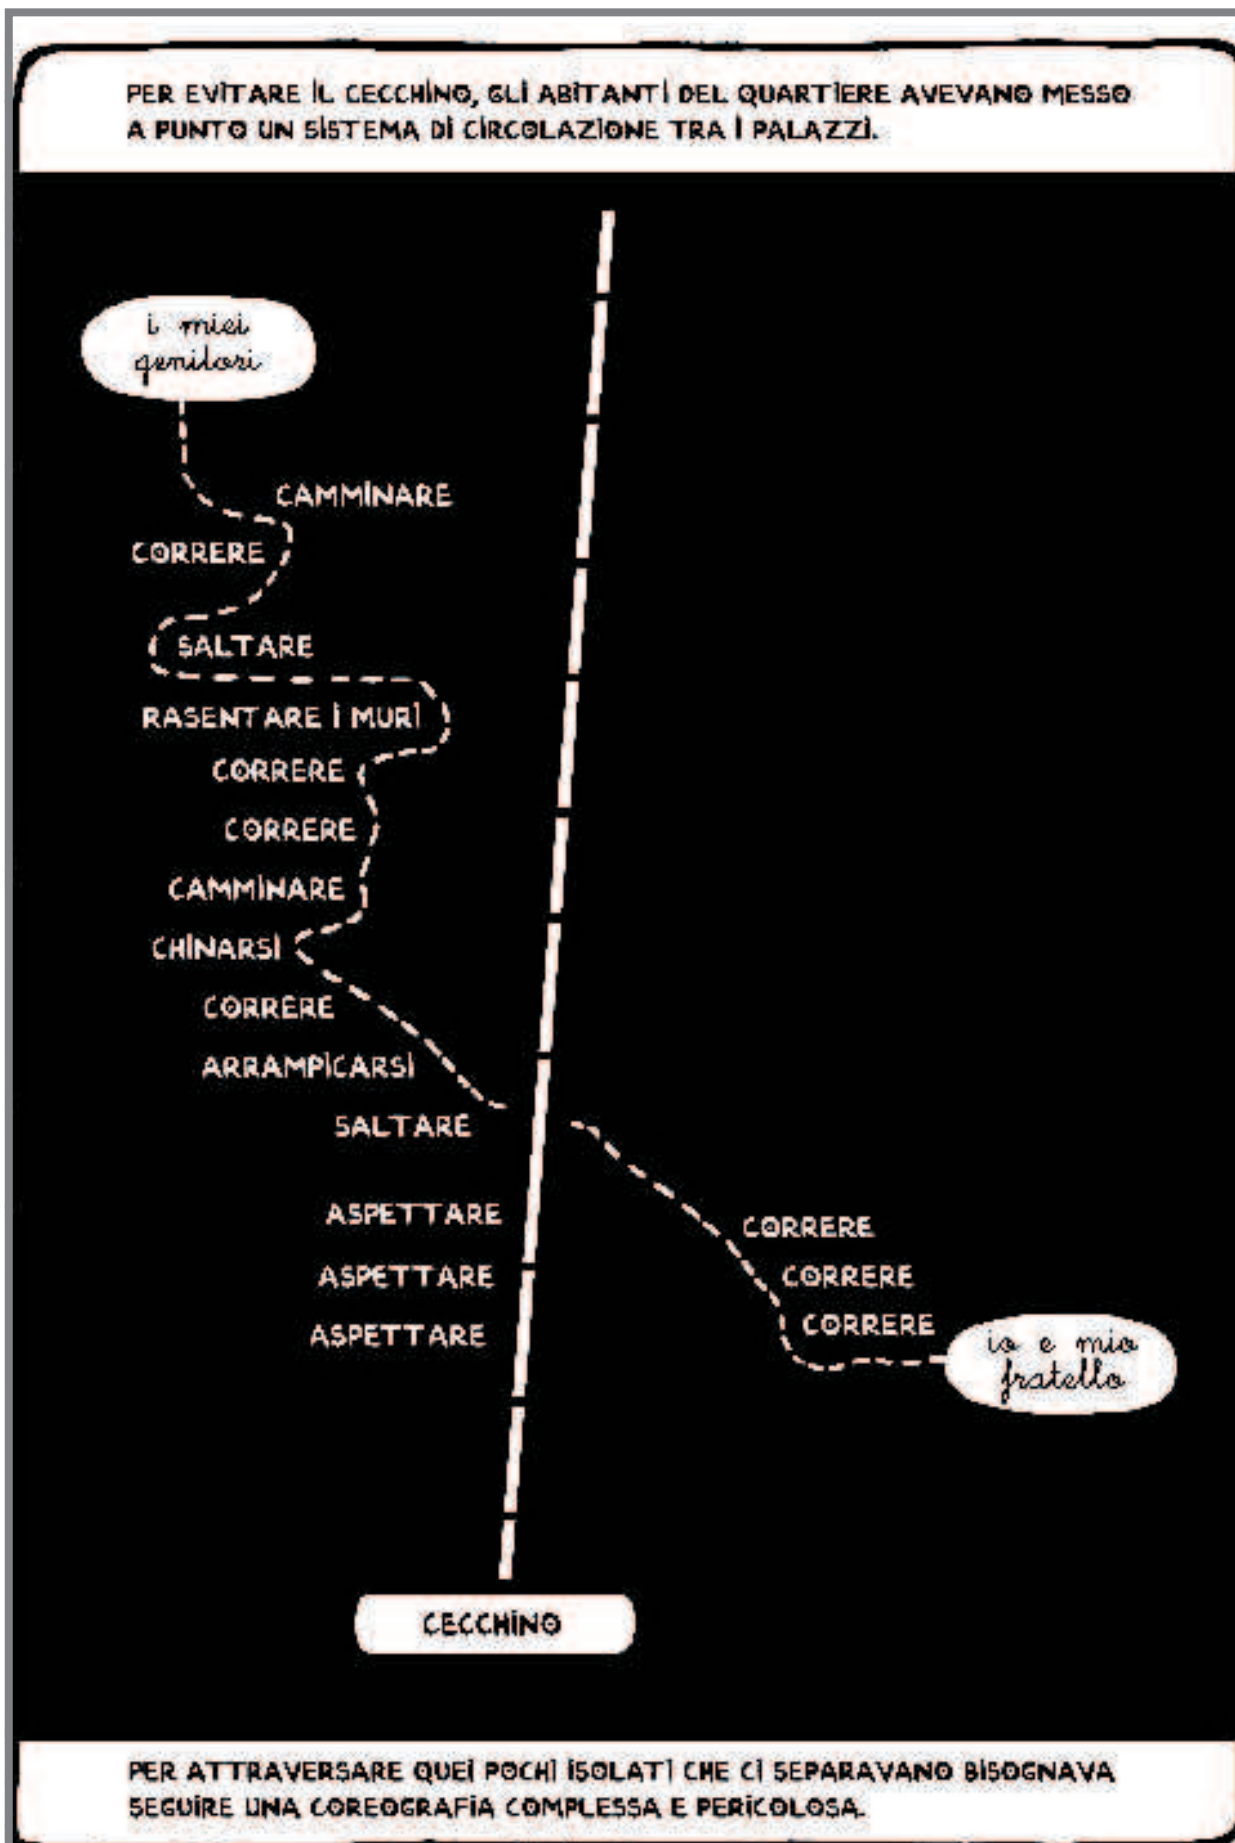 PER EVITARE IL CECCHINO, GLI ABITANTI DEL QUARTIERE AVEVANO MESSO
A PUNTO UN SISTEMA DI CIRCOLAZIONE TRA I PALAZZI.
i miei
genitori
CAMMINARE
CORRERE
SALTARE
RASENTARE I MURI
CORRERE
CORRERE
CAMMINARE
CHINARSI
CORRERE
ARRAMPICARSI
SALTARE
ASPETTARE
ASPETTARE
ASPETTARE
CORRERE
CORRERE
CORRERE
io e mio
fratello
CECCHINO
PER ATTRAVERSARE QUEI POCHI ISOLATI CHE CI SEPARAVANO BISOGNAVA
SEGUIRE UNA COREOGRAFIA COMPLESSA E PERICOLOSA.